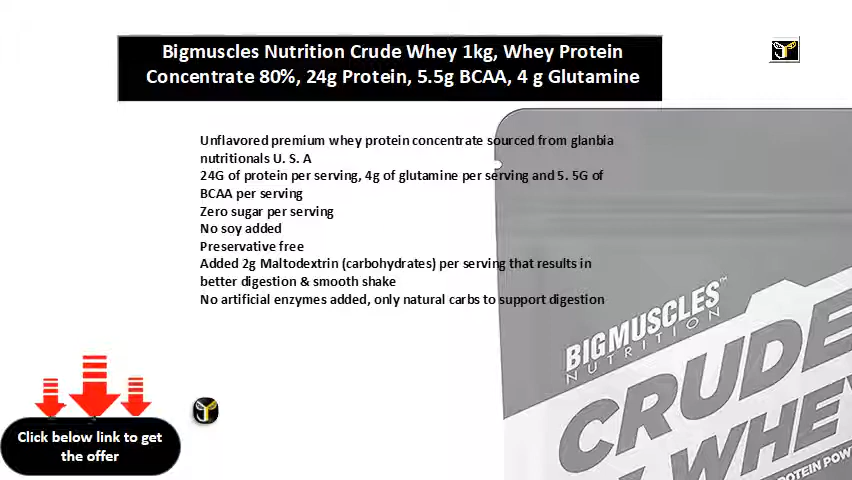 Bigmuscles Nutrition Crude Whey 1kg, Whey Protein
Concentrate 80%, 24g Protein, 5.5g BCAA, 4 g Glutamine
Unflavored premium whey protein concentrate sourced from glanbia
nutritionals U. S. A
24G of protein per serving, 4g of glutamine per serving and 5. 5G of
BCAA per serving
Zero sugar per serving
No soy added
Preservative free
Added 2g Maltodextrin (carbohydrates) per serving that results in
better digestion & smooth shake
No artificial enzymes added, only natural carbs to support digestion
BIGMUSCLES™
NUTRITION
CRUDE
WHEY
Click below link to get
the offer